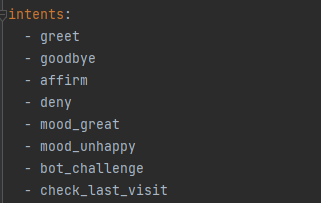 intents:
- greet
- goodbye
- affirm
- deny
- mood_great
- mood_unhappy
- bot_challenge
- check_last_visit